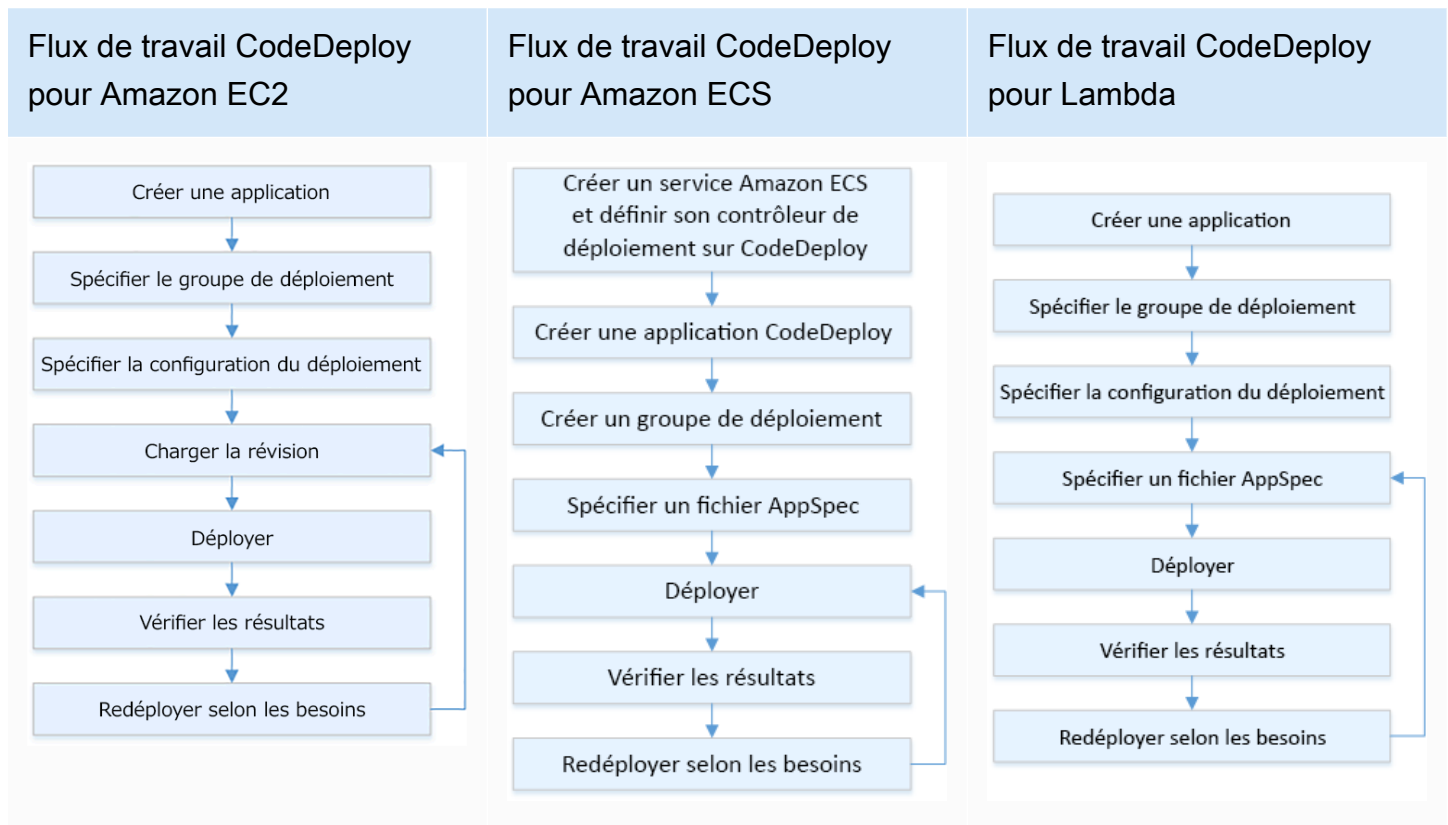 Flux de travail CodeDeploy
pour Amazon EC2
Créer une application
Spécifier le groupe de déploiement
Spécifier la configuration du déploiement
Charger la révision
Déployer
Vérifier les résultats
Redéployer selon les besoins
Flux de travail CodeDeploy
pour Amazon ECS
Créer un service Amazon ECS
et définir son contrôleur de
déploiement sur CodeDeploy
Créer une application CodeDeploy
Créer un groupe de déploiement
Spécifier un fichier AppSpec
Déployer
Vérifier les résultats
Redéployer selon les besoins
Flux de travail CodeDeploy
pour Lambda
Créer une application
Spécifier le groupe de déploiement
Spécifier la configuration du déploiement
Spécifier un fichier AppSpec
Déployer
Vérifier les résultats
Redéployer selon les besoins